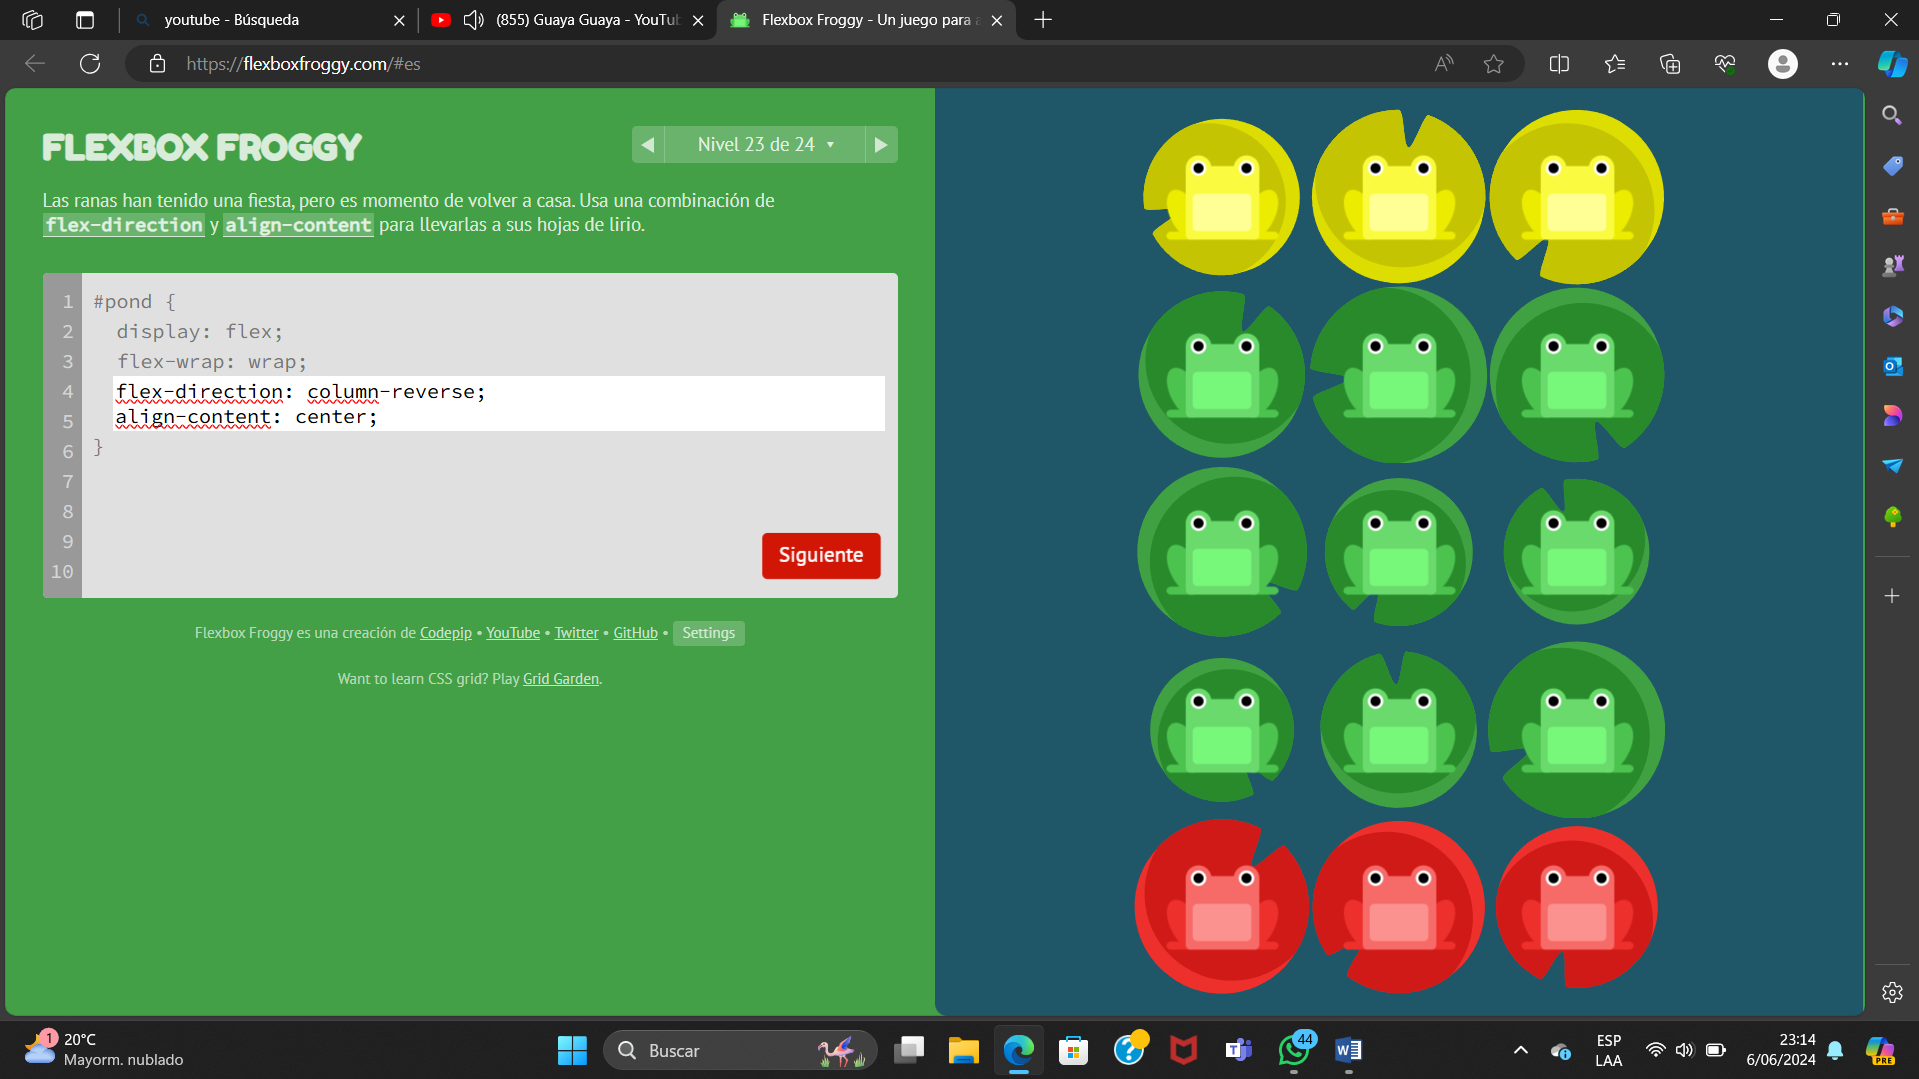 youtube - Búsqueda
(855) Guaya Guaya - YouTu
Flexbox Froggy - Un juego para a
https://flexboxfroggy.com/#es
FLEXBOX FROGGY
Nivel 23 de 24
Las ranas han tenido una fiesta, pero es momento de volver a casa. Usa una combinación de
flex-direction y align-content para llevarlas a sus hojas de lirio.
1 #pond {
2 display: flex;
3 flex-wrap: wrap;
4 flex-direction: column-reverse;
5 align-content: center;
6 }
7
8
9
10
Siguiente
Flexbox Froggy es una creación de Codepip • YouTube • Twitter • GitHub • Settings
Want to learn CSS grid? Play Grid Garden.
1
20°C
Mayorm. nublado
Buscar
44
ESP
LAA
23:14
6/06/2024
PRE